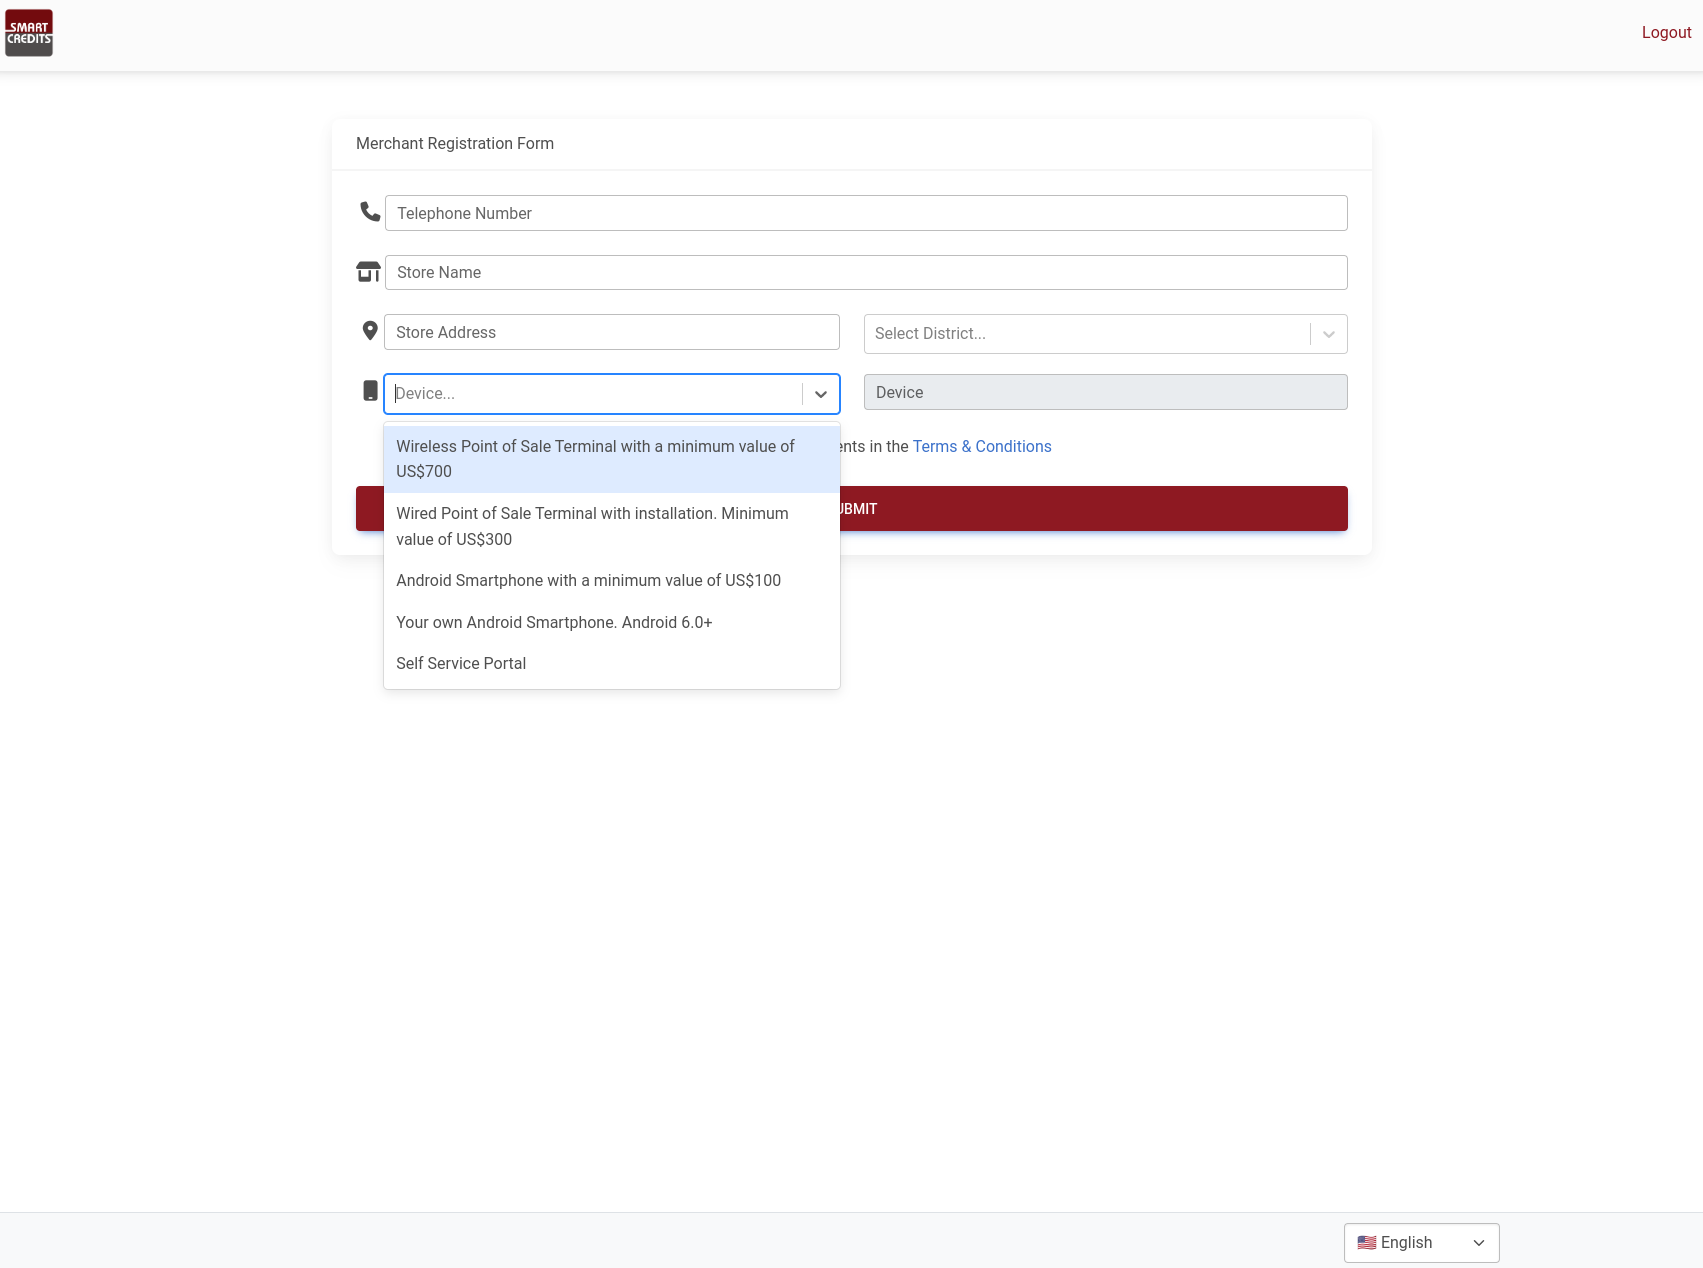 SMART
CREDITS
Logout
Merchant Registration Form
Telephone Number
Store Name
Store Address
Select District...
Device...
Device
Wireless Point of Sale Terminal with a minimum value of
US$700
in the Terms & Conditions
Wired Point of Sale Terminal with installation. Minimum
value of US$300
Android Smartphone with a minimum value of US$100
Your own Android Smartphone. Android 6.0+
Self Service Portal
English